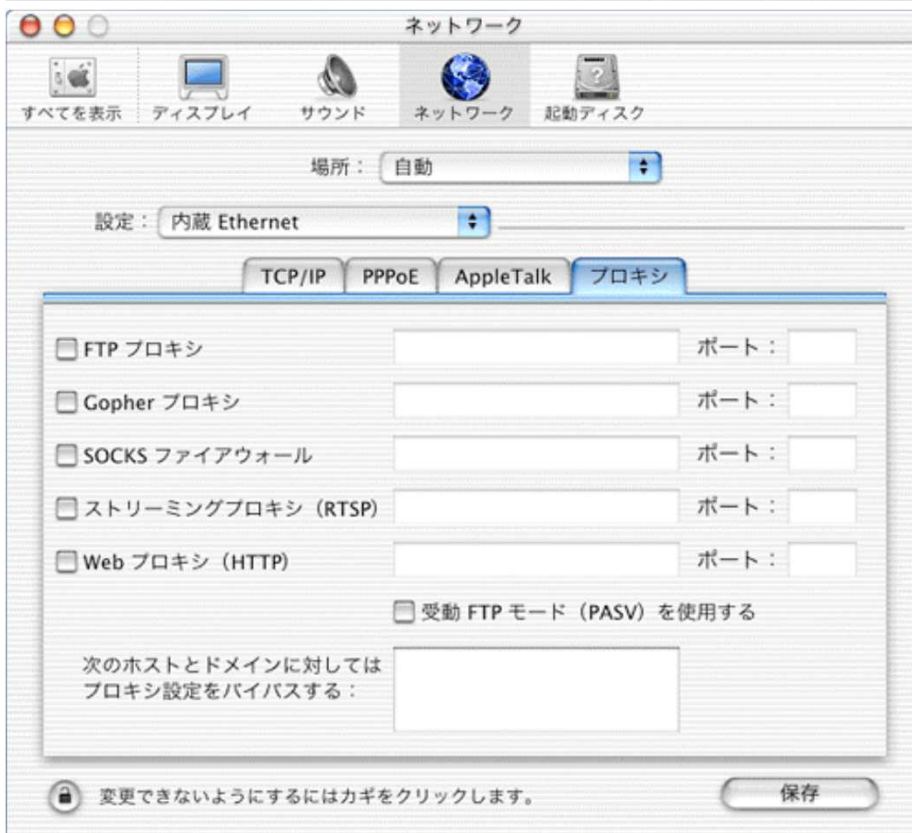 ネットワーク
すべてを表示 ディスプレイ サウンド ネットワーク 起動ディスク
場所： 自動
設定： 内蔵 Ethernet
TCP/IP PPPoE AppleTalk プロキシ
FTP プロキシ ポート：
Gopher プロキシ ポート：
SOCKS ファイアウォール ポート：
ストリーミングプロキシ（RTSP） ポート：
Web プロキシ（HTTP） ポート：
受動 FTP モード（PASV）を使用する
次のホストとドメインに対しては
プロキシ設定をバイパスする：
変更できないようにするにはカギをクリックします。 保存